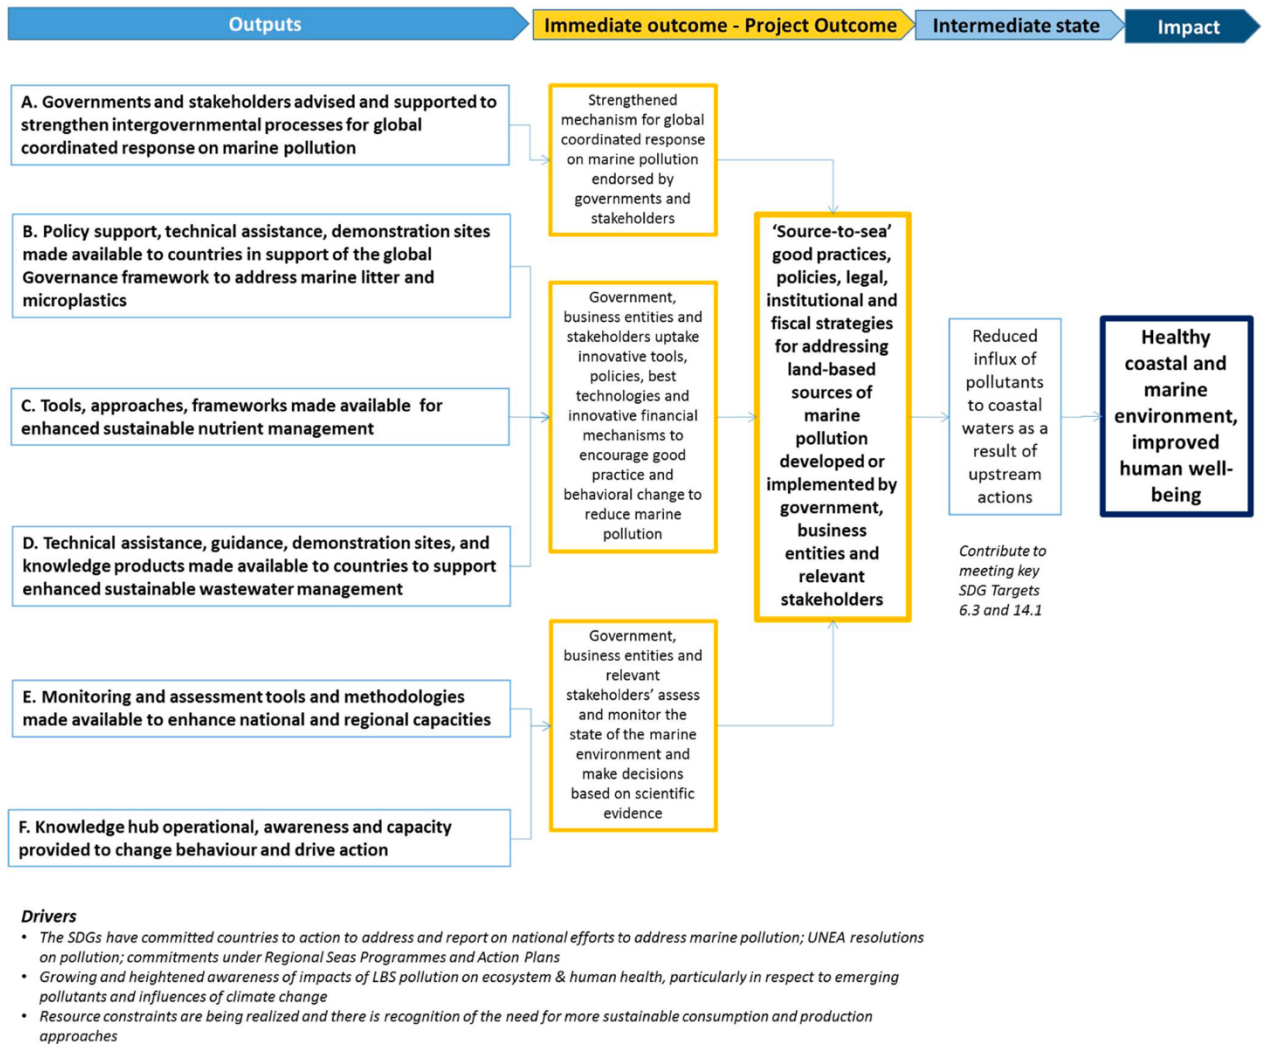 Outputs
Immediate outcome - Project Outcome
Intermediate state
Impact
A. Governments and stakeholders advised and supported to
strengthen intergovernmental processes for global
coordinated response on marine pollution
B. Policy support, technical assistance, demonstration sites
made available to countries in support of the global
Governance framework to address marine litter and
microplastics
C. Tools, approaches, frameworks made available for
enhanced sustainable nutrient management
D. Technical assistance, guidance, demonstration sites, and
knowledge products made available to countries to support
enhanced sustainable wastewater management
E. Monitoring and assessment tools and methodologies
made available to enhance national and regional capacities
F. Knowledge hub operational, awareness and capacity
provided to change behaviour and drive action
Strengthened
mechanism for global
coordinated response
on marine pollution
endorsed by
governments and
stakeholders
Government,
business entities and
stakeholders uptake
innovative tools,
policies, best
technologies and
innovative financial
mechanisms to
encourage good
practice and
behavioral change to
reduce marine
pollution
Government,
business entities and
relevant
stakeholders’ assess
and monitor the
state of the marine
environment and
make decisions
based on scientific
evidence
‘Source-to-sea’
good practices,
policies, legal,
institutional and
fiscal strategies
for addressing
land-based
sources of
marine
pollution
developed or
implemented by
government,
business
entities and
relevant
stakeholders
Reduced
influx of
pollutants
to coastal
waters as a
result of
upstream
actions
Contribute to
meeting key
SDG Targets
6.3 and 14.1
Healthy
coastal and
marine
environment,
improved
human well-
being
Drivers
• The SDGs have committed countries to action to address and report on national efforts to address marine pollution; UNEA resolutions
on pollution; commitments under Regional Seas Programmes and Action Plans
• Growing and heightened awareness of impacts of LBS pollution on ecosystem & human health, particularly in respect to emerging
pollutants and influences of climate change
• Resource constraints are being realized and there is recognition of the need for more sustainable consumption and production
approaches